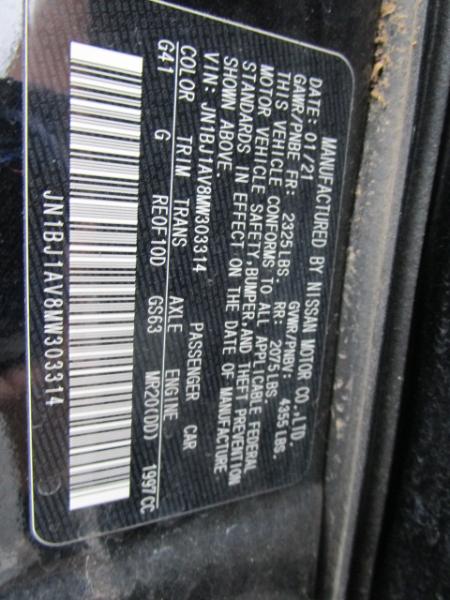 MANUFACTURED BY NISSAN MOTOR CO.,LTD
DATE: 01/21 GVWR/PNBV: 4355 LBS.
GAWR/PNBE FR: 2325LBS RR: 2075LBS.
THIS VEHICLE CONFORMS TO ALL APPLICABLE FEDERAL
MOTOR VEHICLE SAFETY,BUMPER,AND THEFT PREVENTION
STANDARDS IN EFFECT ON THE DATE OF MANUFACTURE
SHOWN ABOVE.
VIN: JN1BJ1AV8MW303314 PASSENGER CAR
COLOR TRIM TRANS AXLE ENGINE
G41 G RE0F10D GS63 MR20(DD) 1997CC
JN1BJ1AV8MW303314